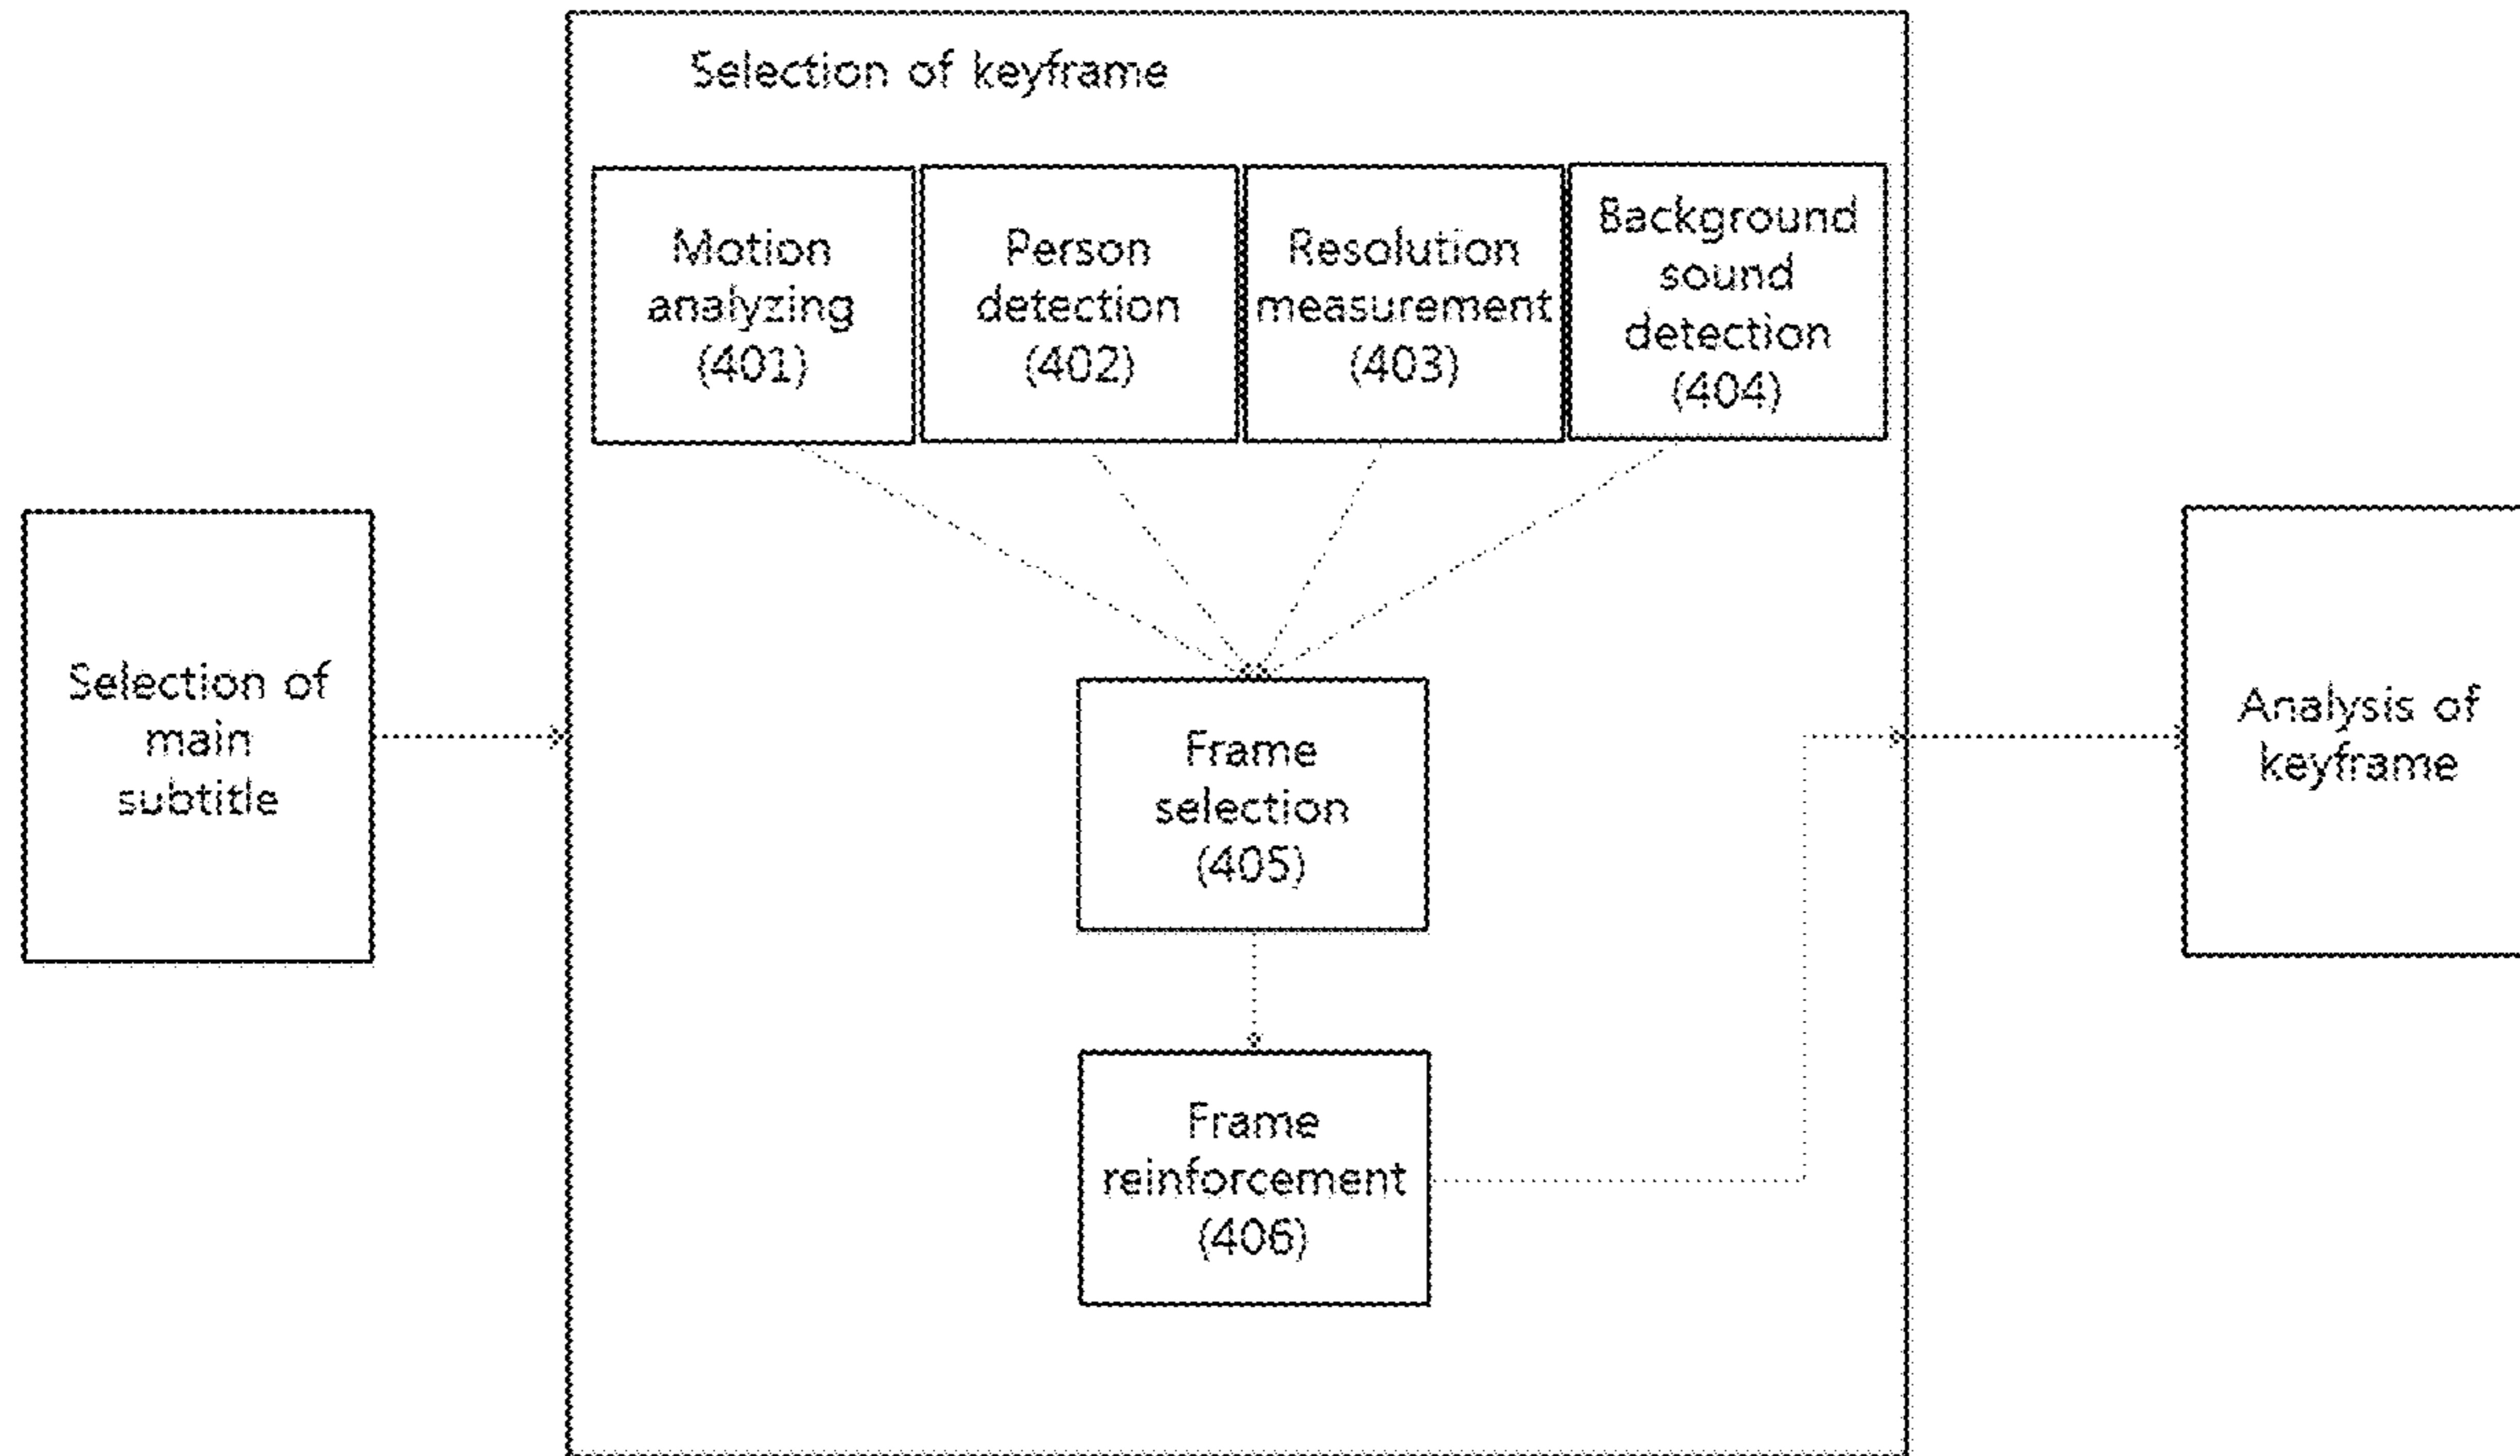 Selection of keyframe
Motion
analyzing
(401)
Person
detection
(402)
Resolution
measurement
(403)
Background
sound
detection
(404)
Selection of
main
subtitle
Frame
selection
(405)
Analysis of
keyframe
Frame
reinforcement
(406)